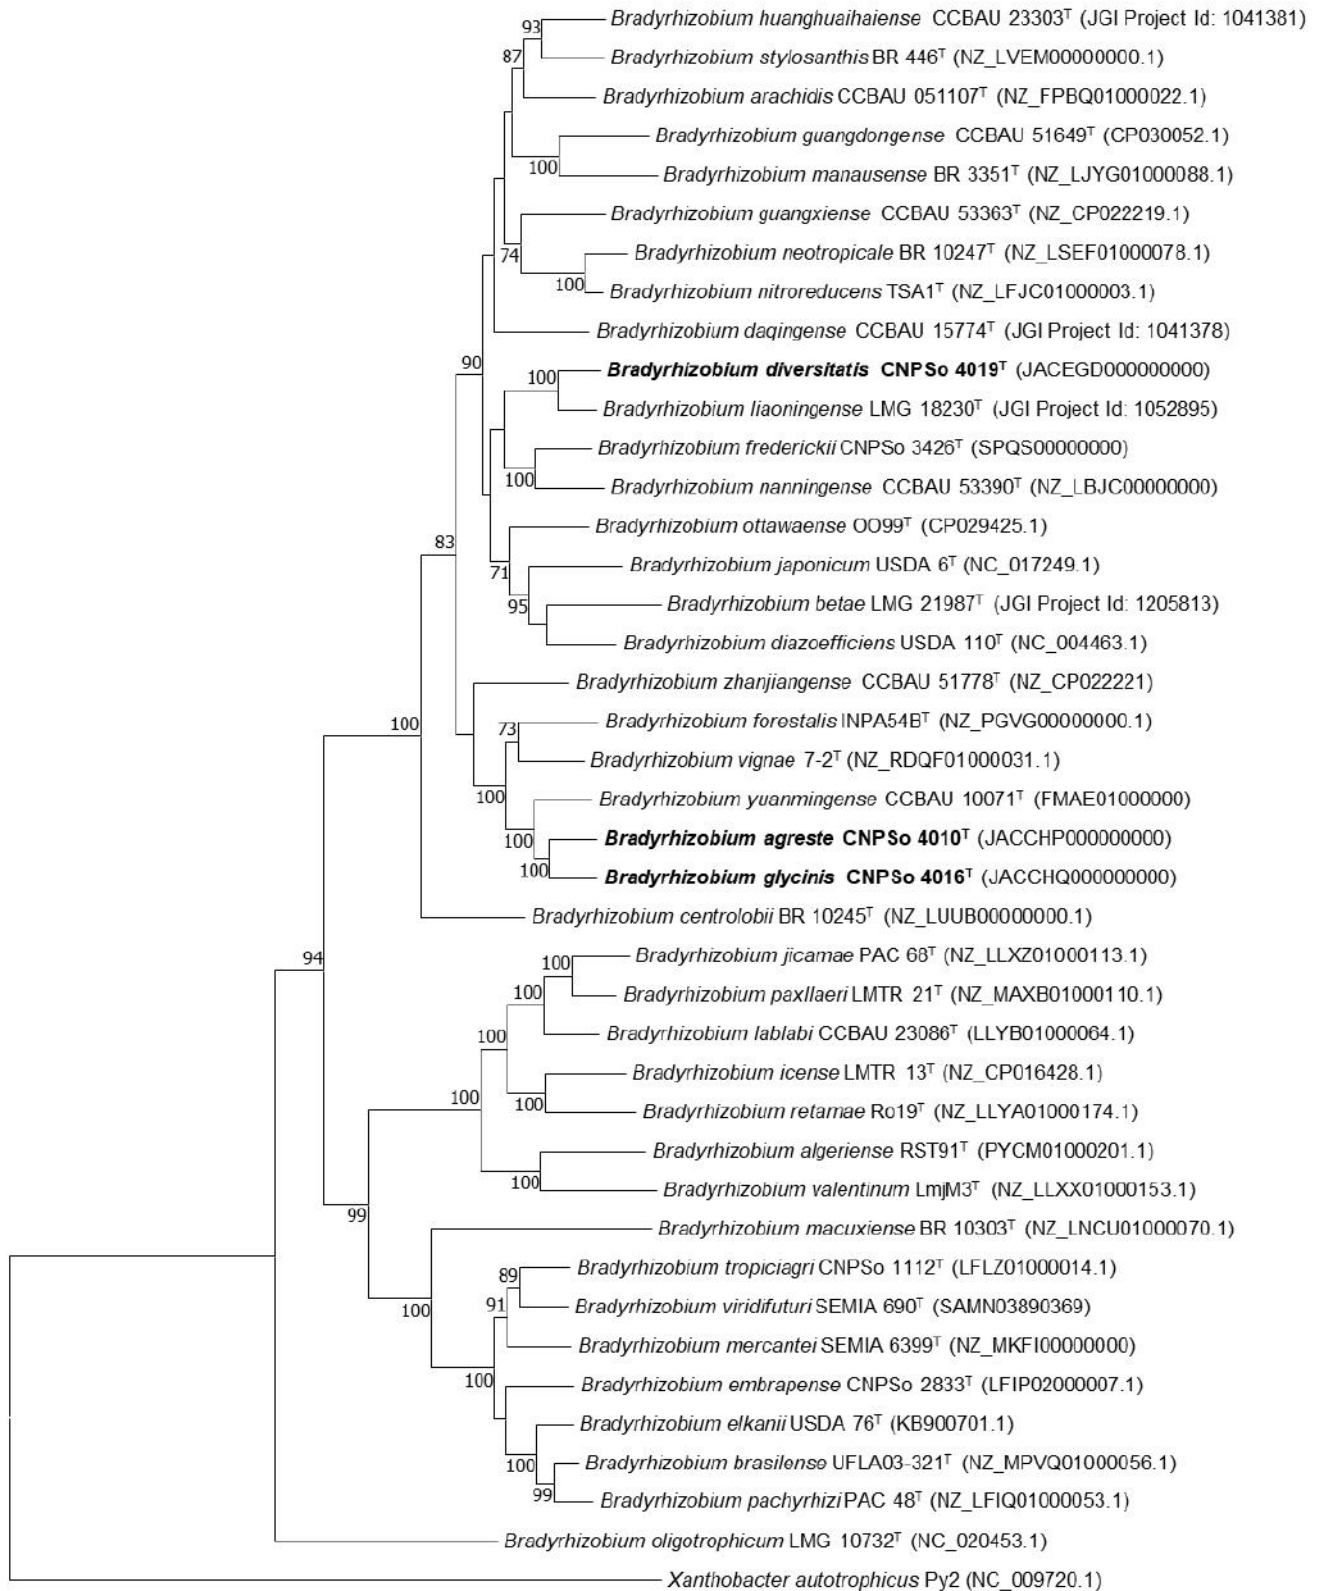 93
Bradyrhizobium huanghuaihaiense CCBAU 23303ᵀ (JGI Project Id: 1041381)
87
Bradyrhizobium stylosanthis BR 446ᵀ (NZ_LVEM00000000.1)
Bradyrhizobium arachidis CCBAU 051107ᵀ (NZ_FPBQ01000022.1)
Bradyrhizobium guangdongense CCBAU 51649ᵀ (CP030052.1)
100
Bradyrhizobium manausense BR 3351ᵀ (NZ_LJYG01000088.1)
Bradyrhizobium guangxiense CCBAU 53363ᵀ (NZ_CP022219.1)
74
Bradyrhizobium neotropicale BR 10247ᵀ (NZ_LSEF01000078.1)
100
Bradyrhizobium nitroreducens TSA1ᵀ (NZ_LFJC01000003.1)
Bradyrhizobium daqingense CCBAU 15774ᵀ (JGI Project Id: 1041378)
90
100
Bradyrhizobium diversitatis CNPSo 4019ᵀ (JACEGD000000000)
Bradyrhizobium liaoningense LMG 18230ᵀ (JGI Project Id: 1052895)
Bradyrhizobium frederickii CNPSo 3426ᵀ (SPQS00000000)
100
Bradyrhizobium nanningense CCBAU 53390ᵀ (NZ_LBJC00000000)
Bradyrhizobium ottawaense OO99ᵀ (CP029425.1)
83
71
Bradyrhizobium japonicum USDA 6ᵀ (NC_017249.1)
95
Bradyrhizobium betae LMG 21987ᵀ (JGI Project Id: 1205813)
Bradyrhizobium diazoefficiens USDA 110ᵀ (NC_004463.1)
Bradyrhizobium zhanjiangense CCBAU 51778ᵀ (NZ_CP022221)
100
73
Bradyrhizobium forestalis INPA54Bᵀ (NZ_PGVG00000000.1)
Bradyrhizobium vignae 7-2ᵀ (NZ_RDQF01000031.1)
100
Bradyrhizobium yuanmingense CCBAU 10071ᵀ (FMAE01000000)
100
Bradyrhizobium agreste CNPSo 4010ᵀ (JACCHP000000000)
100
Bradyrhizobium glycinis CNPSo 4016ᵀ (JACCHQ000000000)
Bradyrhizobium centrolobii BR 10245ᵀ (NZ_LUUB00000000.1)
94
100
Bradyrhizobium jicamae PAC 68ᵀ (NZ_LLXZ01000113.1)
100
Bradyrhizobium paxllaeri LMTR 21ᵀ (NZ_MAXB01000110.1)
100
Bradyrhizobium lablabi CCBAU 23086ᵀ (LLYB01000064.1)
Bradyrhizobium icense LMTR 13ᵀ (NZ_CP016428.1)
100
100
Bradyrhizobium retamae Ro19ᵀ (NZ_LLYA01000174.1)
Bradyrhizobium algeriense RST91ᵀ (PYCM01000201.1)
100
Bradyrhizobium valentinum LmjM3ᵀ (NZ_LLXX01000153.1)
99
Bradyrhizobium macuxiense BR 10303ᵀ (NZ_LNCU01000070.1)
89
Bradyrhizobium tropiciagri CNPSo 1112ᵀ (LFLZ01000014.1)
100
91
Bradyrhizobium viridifuturi SEMIA 690ᵀ (SAMN03890369)
Bradyrhizobium mercantei SEMIA 6399ᵀ (NZ_MKFI00000000)
100
Bradyrhizobium embrapense CNPSo 2833ᵀ (LFIP02000007.1)
Bradyrhizobium elkanii USDA 76ᵀ (KB900701.1)
100
Bradyrhizobium brasilense UFLA03-321ᵀ (NZ_MPVQ01000056.1)
99
Bradyrhizobium pachyrhizi PAC 48ᵀ (NZ_LFIQ01000053.1)
Bradyrhizobium oligotrophicum LMG 10732ᵀ (NC_020453.1)
Xanthobacter autotrophicus Py2 (NC_009720.1)